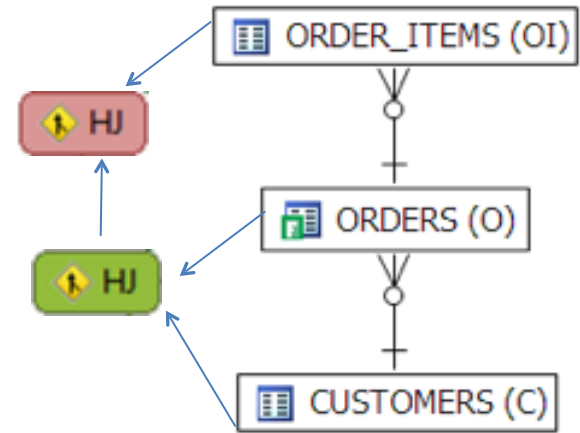 ORDER_ITEMS (OI)
HJ
ORDERS (O)
HJ
CUSTOMERS (C)